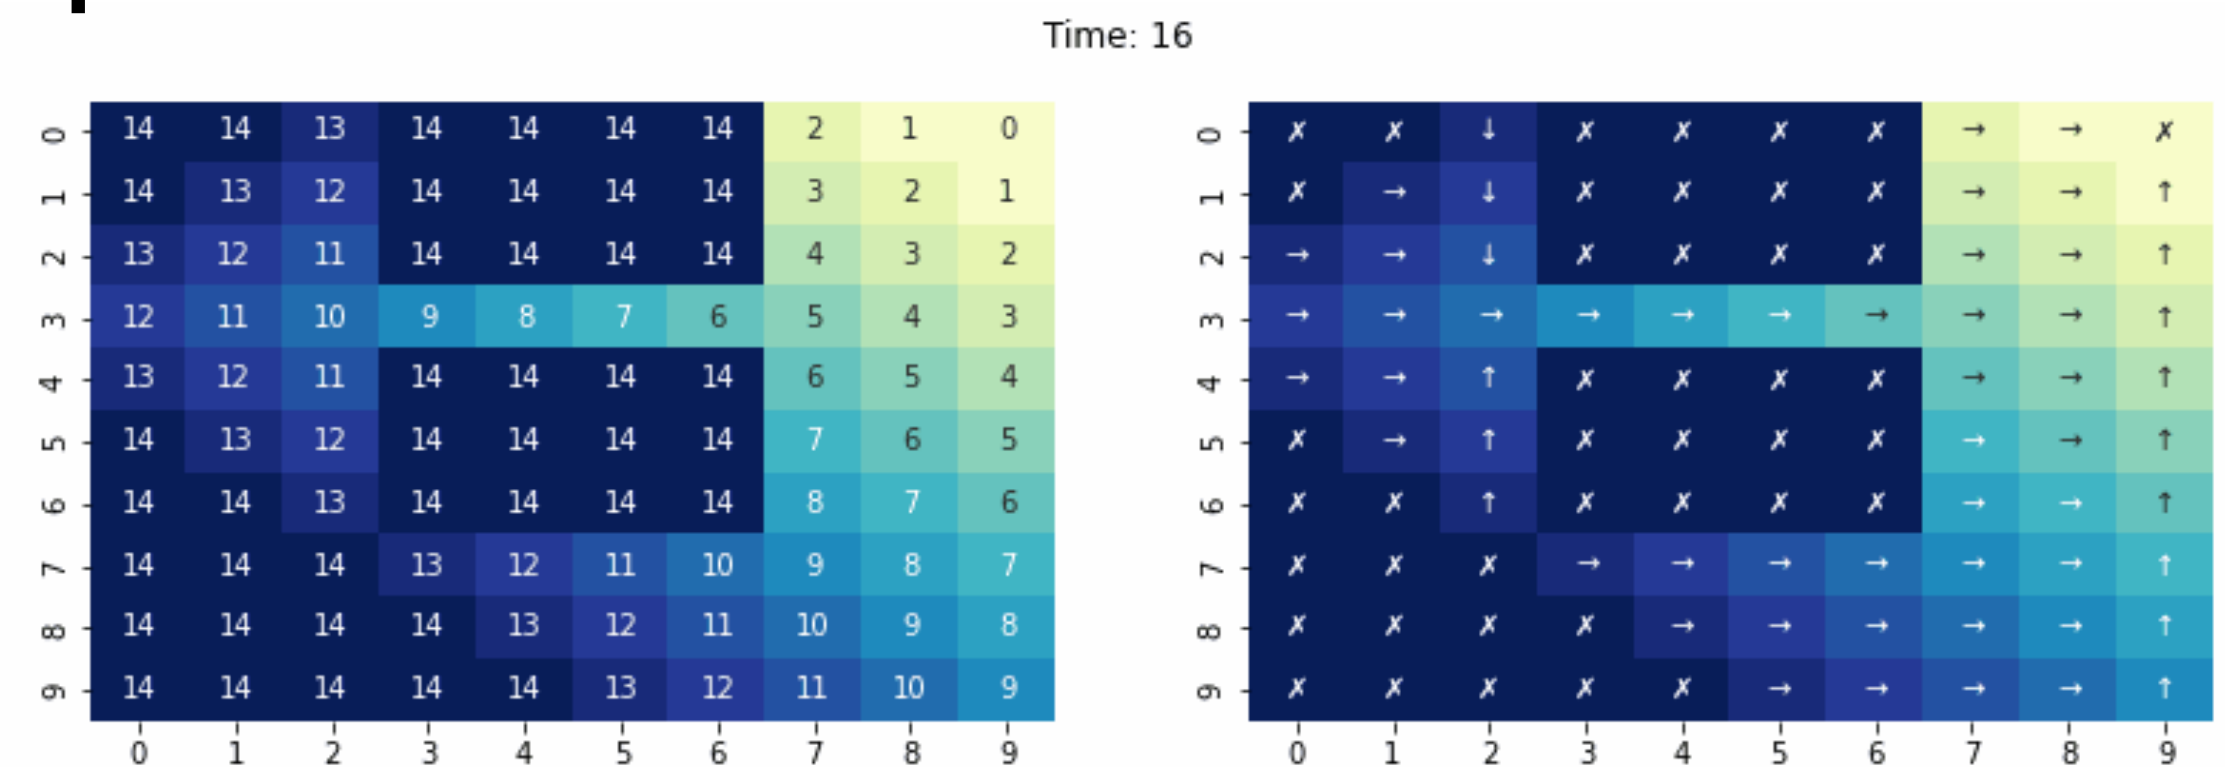 Time: 16
0 14 14 13 14 14 14 14 2 1 0
1 14 13 12 14 14 14 14 3 2 1
2 13 12 11 14 14 14 14 4 3 2
3 12 11 10 9 8 7 6 5 4 3
4 13 12 11 14 14 14 14 6 5 4
5 14 13 12 14 14 14 14 7 6 5
6 14 14 13 14 14 14 14 8 7 6
7 14 14 14 13 12 11 10 9 8 7
8 14 14 14 14 13 12 11 10 9 8
9 14 14 14 14 14 13 12 11 10 9
0 1 2 3 4 5 6 7 8 9
0 ✗ ✗ ↓ ✗ ✗ ✗ ✗ → → ✗
1 ✗ → ↓ ✗ ✗ ✗ ✗ → → ↑
2 → → ↓ ✗ ✗ ✗ ✗ → → ↑
3 → → → → → → → → → ↑
4 → → ↑ ✗ ✗ ✗ ✗ → → ↑
5 ✗ → ↑ ✗ ✗ ✗ ✗ → → ↑
6 ✗ ✗ ↑ ✗ ✗ ✗ ✗ → → ↑
7 ✗ ✗ ✗ → → → → → → ↑
8 ✗ ✗ ✗ ✗ → → → → → ↑
9 ✗ ✗ ✗ ✗ ✗ → → → → ↑
0 1 2 3 4 5 6 7 8 9